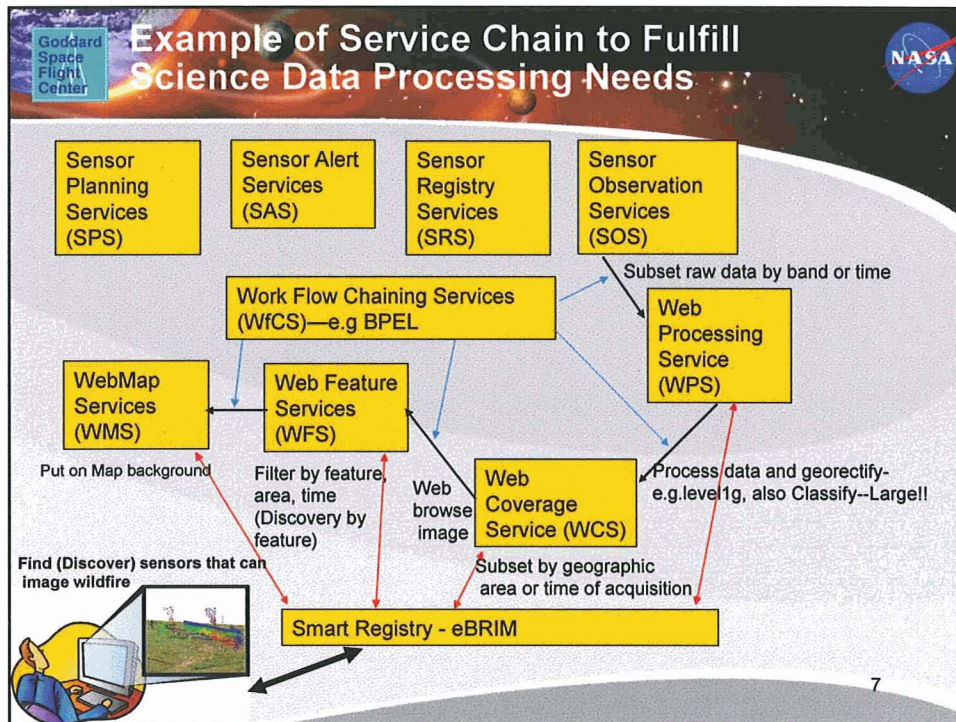 Goddard
Space
Flight
Center
Example of Service Chain to Fulfill
Science Data Processing Needs
NASA
Sensor
Planning
Services
(SPS)
Sensor Alert
Services
(SAS)
Sensor
Registry
Services
(SRS)
Sensor
Observation
Services
(SOS)
Subset raw data by band or time
Work Flow Chaining Services
(WfCS)—e.g BPEL
Web
Processing
Service
(WPS)
WebMap
Services
(WMS)
Web Feature
Services
(WFS)
Put on Map background
Filter by feature,
area, time
(Discovery by
feature)
Web
browse
image
Web
Coverage
Service (WCS)
Process data and georectify-
e.g.level1g, also Classify--Large!!
Subset by geographic
area or time of acquisition
Find (Discover) sensors that can
image wildfire
Smart Registry - eBRIM
7